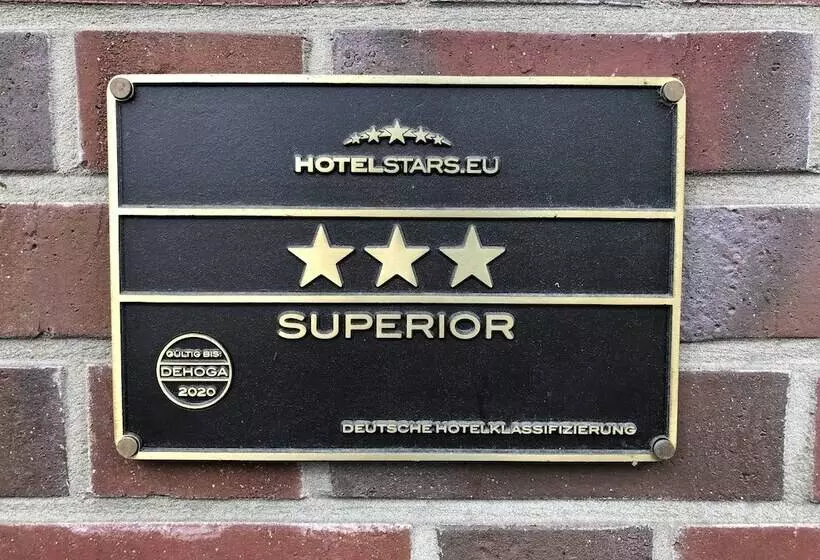 HOTELSTARS.EU
SUPERIOR
GÜLTIG BIS:
DEHOGA
2020
DEUTSCHE HOTELKLASSIFIZIERUNG